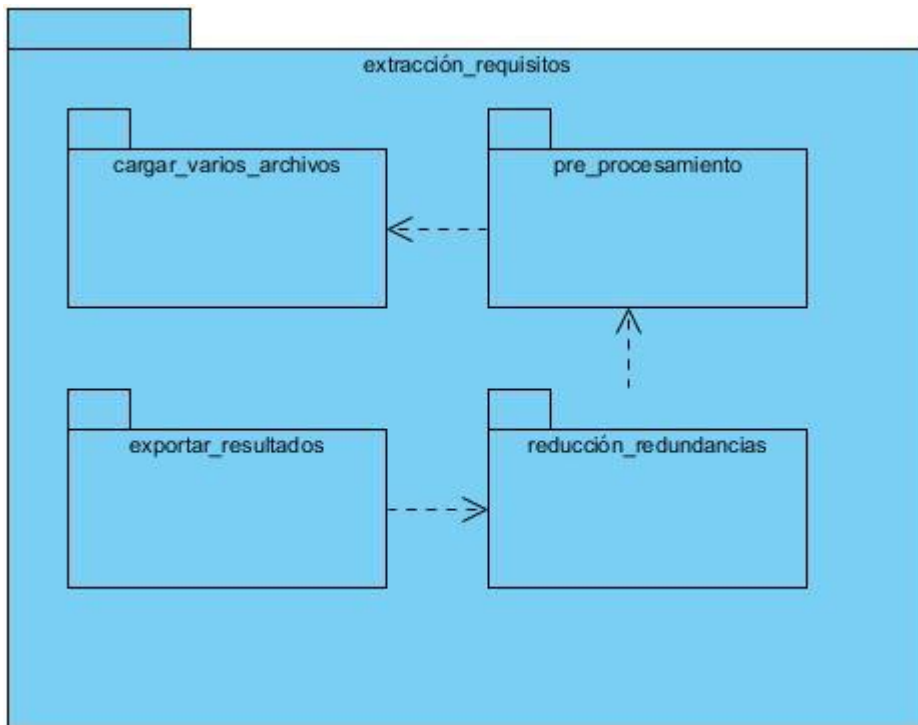 extracción_requisitos
cargar_varios_archivos
pre_procesamiento
exportar_resultados
reducción_redundancias